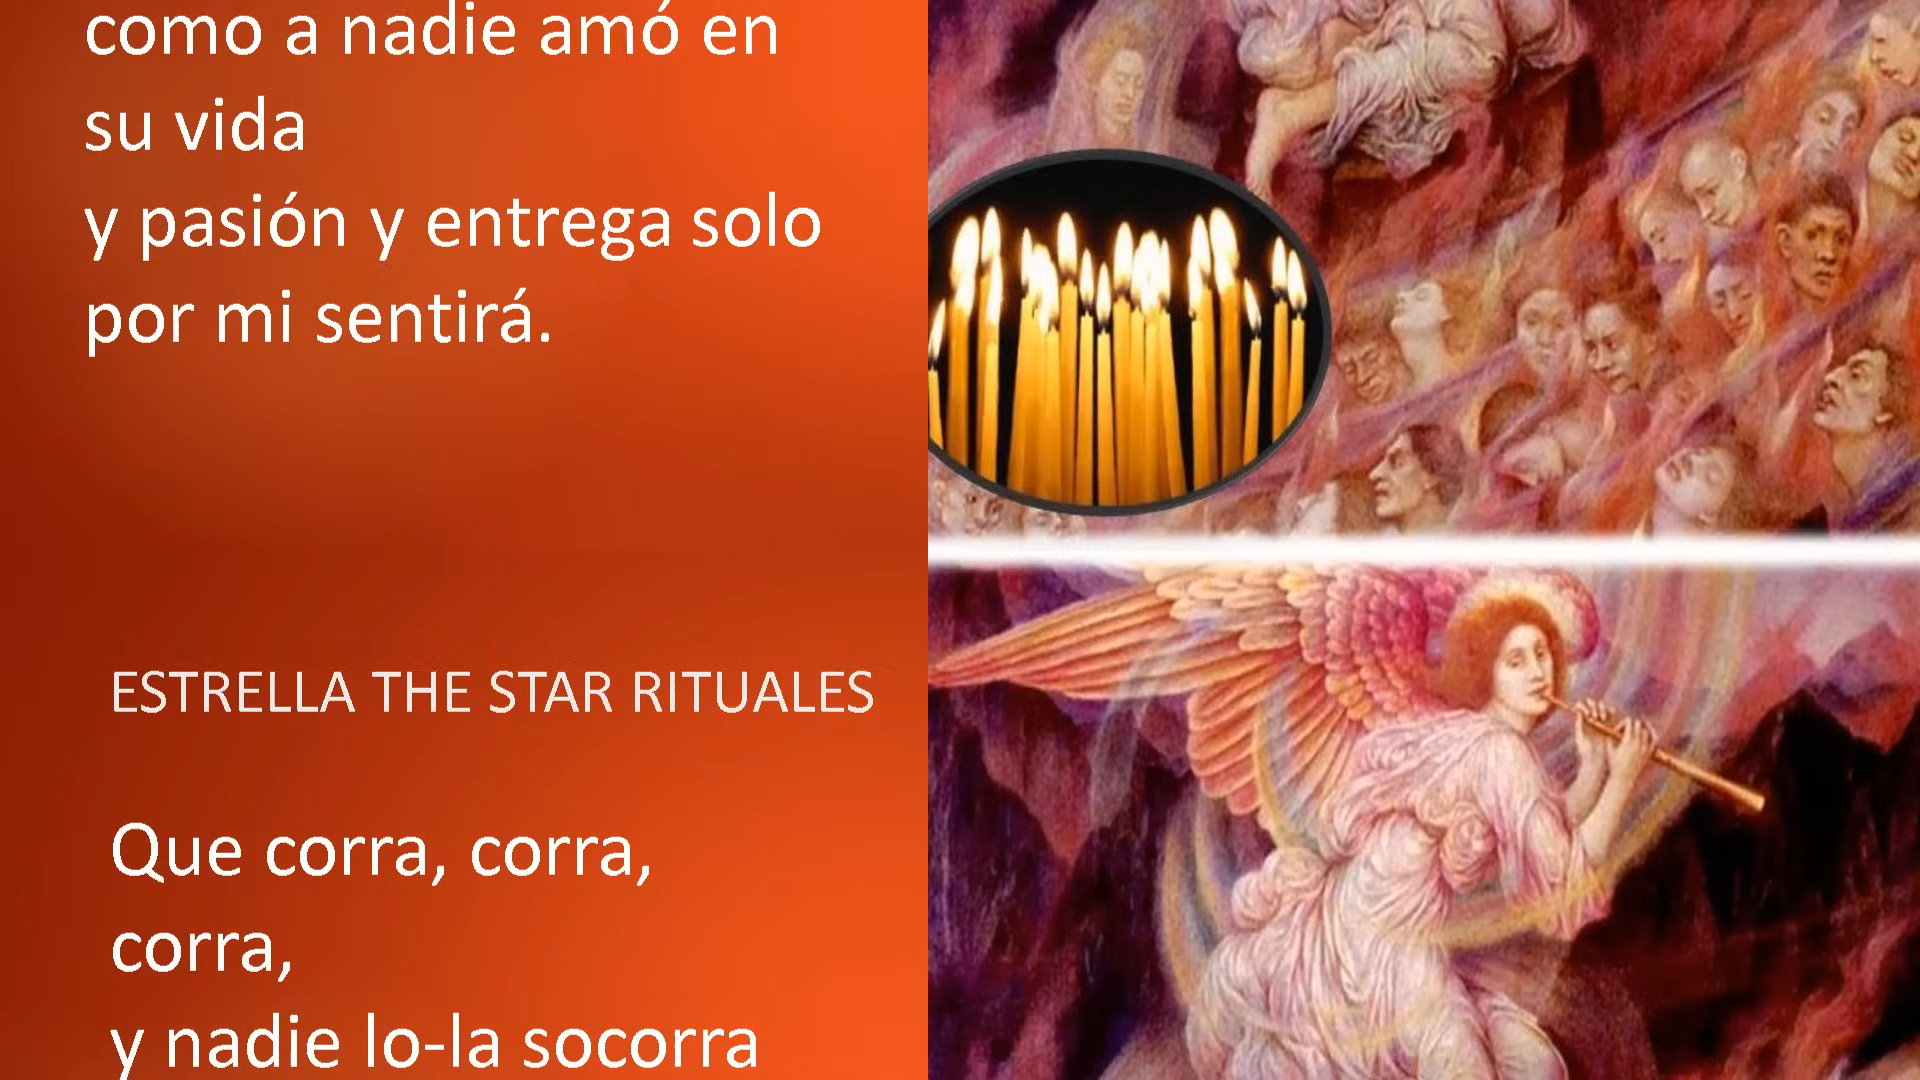 como a nadie amó en
su vida
y pasión y entrega solo
por mi sentirá.
ESTRELLA THE STAR RITUALES
Que corra, corra,
corra,
y nadie lo-la socorra